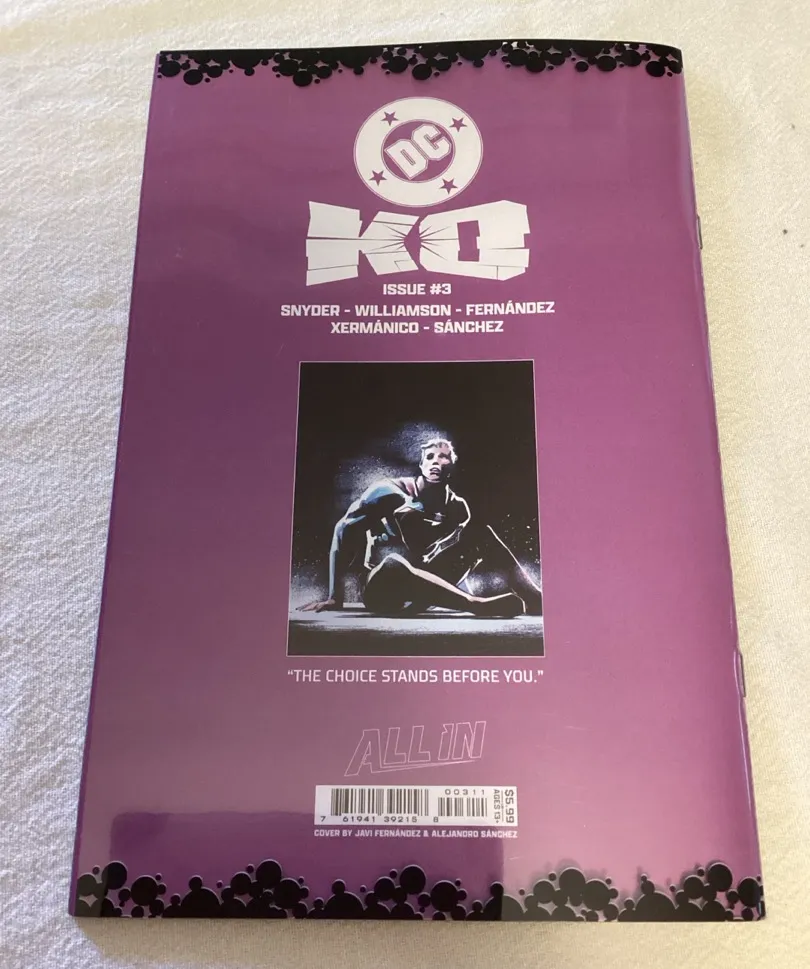 DC
KO
ISSUE #3
SNYDER - WILLIAMSON - FERNÁNDEZ
XERMÁNICO - SÁNCHEZ
“THE CHOICE STANDS BEFORE YOU.”
ALL IN
00311
7 61941 39215 8
AGES 13+
$5.99
COVER BY JAVI FERNÁNDEZ & ALEJANDRO SÁNCHEZ